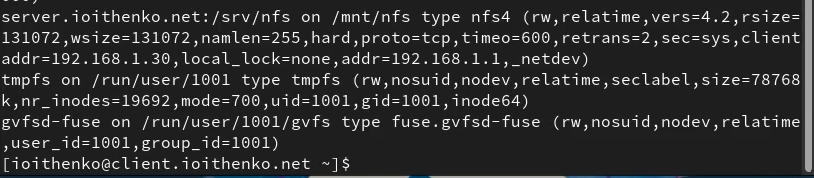 server.ioithenko.net:/srv/nfs on /mnt/nfs type nfs4 (rw,relatime,vers=4.2,rsize=
131072,wsize=131072,namlen=255,hard,proto=tcp,timeo=600,retrans=2,sec=sys,client
addr=192.168.1.30,local_lock=none,addr=192.168.1.1,_netdev)
tmpfs on /run/user/1001 type tmpfs (rw,nosuid,nodev,relatime,seclabel,size=78768
k,nr_inodes=19692,mode=700,uid=1001,gid=1001,inode64)
gvfsd-fuse on /run/user/1001/gvfs type fuse.gvfsd-fuse (rw,nosuid,nodev,relatime
,user_id=1001,group_id=1001)
[ioithenko@client.ioithenko.net ~]$